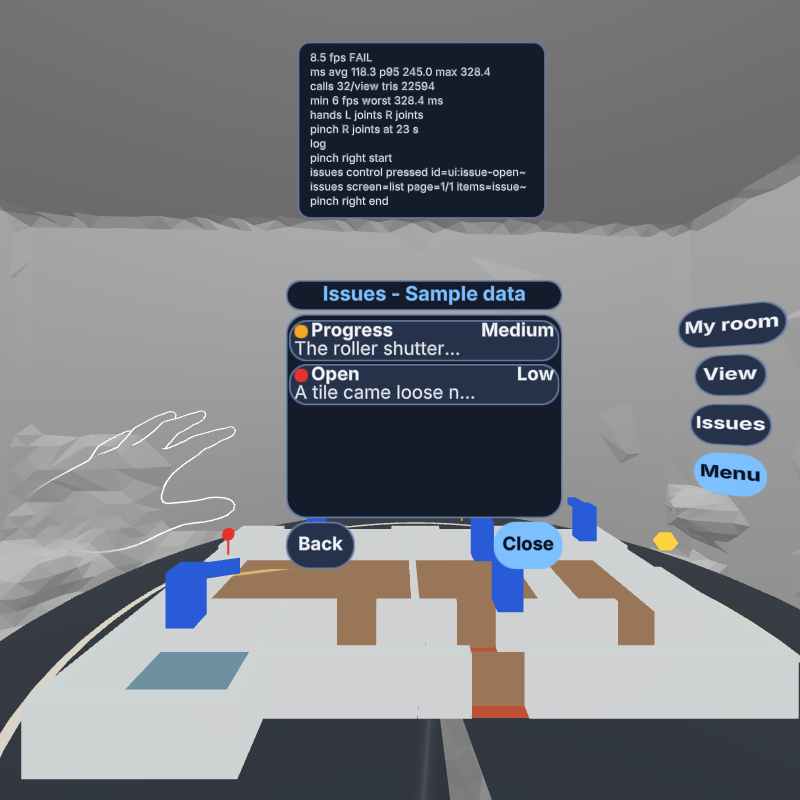 8.5 fps FAIL
ms avg 118.3 p95 245.0 max 328.4
calls 32/view tris 22594
min 6 fps worst 328.4 ms
hands L joints R joints
pinch R joints at 23 s
log
pinch right start
issues control pressed id=ui:issue-open~
issues screen=list page=1/1 items=issue~
pinch right end
Issues - Sample data
Progress Medium
The roller shutter...
Open Low
A tile came loose n...
Back Close
My room
View
Issues
Menu